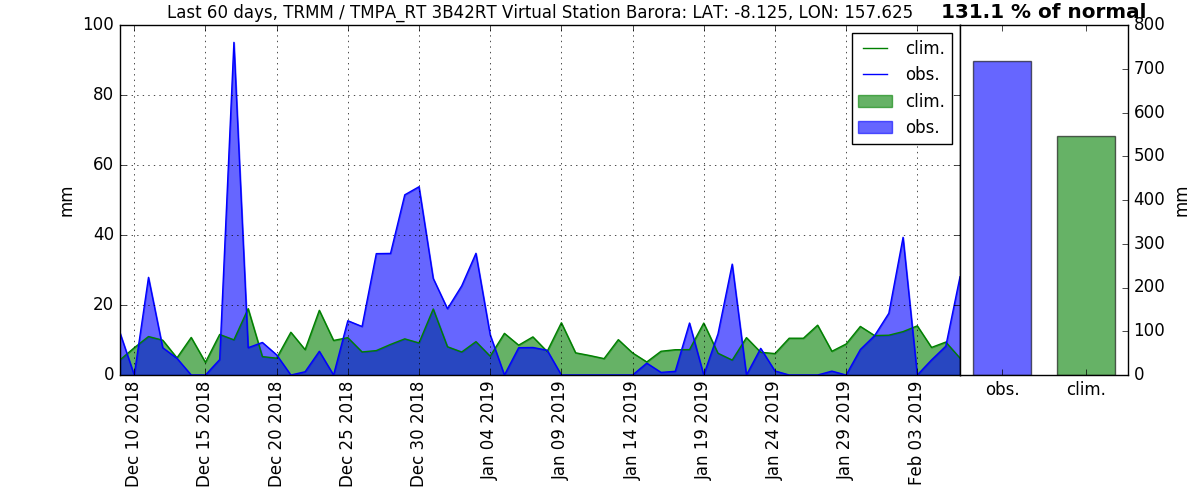 Last 60 days, TRMM / TMPA_RT 3B42RT Virtual Station Barora: LAT: -8.125, LON: 157.625
131.1 % of normal
clim.
obs.
clim.
obs.
mm
100
80
60
40
20
0
800
700
600
500
400
300
200
100
0
mm
Dec 10 2018
Dec 15 2018
Dec 20 2018
Dec 25 2018
Dec 30 2018
Jan 04 2019
Jan 09 2019
Jan 14 2019
Jan 19 2019
Jan 24 2019
Jan 29 2019
Feb 03 2019
obs.
clim.